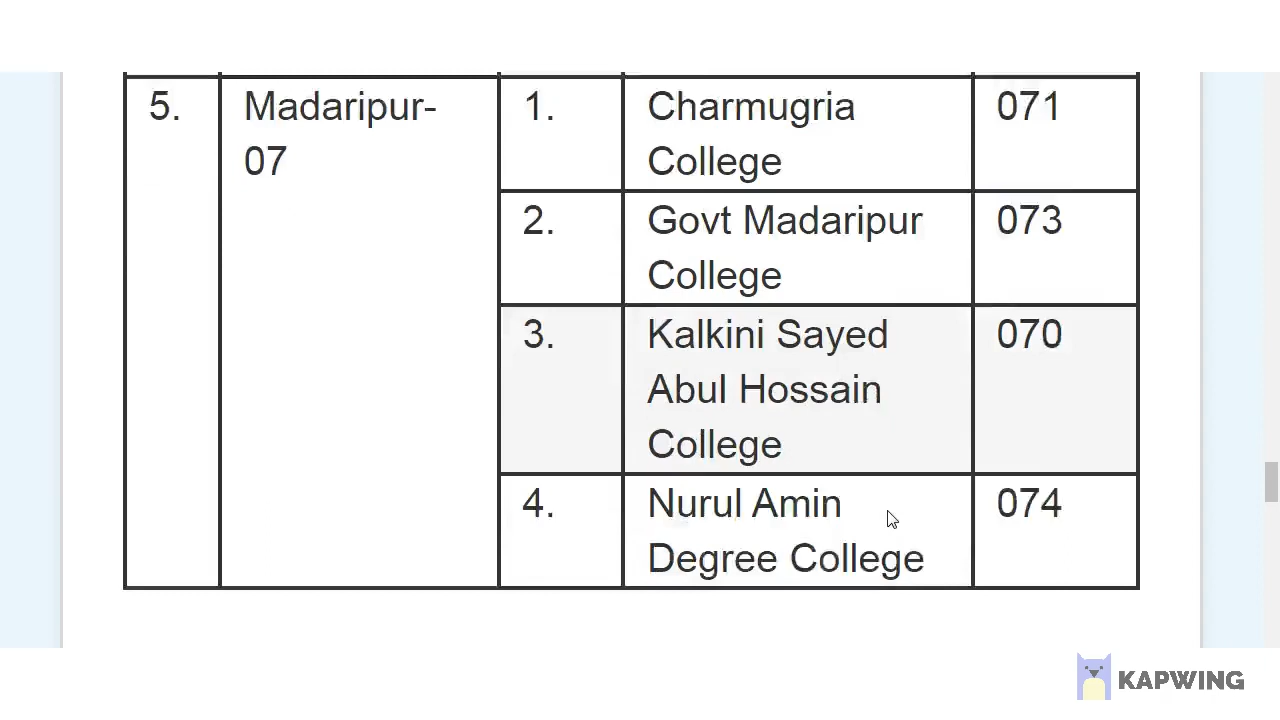 5. Madaripur- 1. Charmugria 071
07 College
2. Govt Madaripur 073
College
3. Kalkini Sayed 070
Abul Hossain
College
4. Nurul Amin 074
Degree College
KAPWING